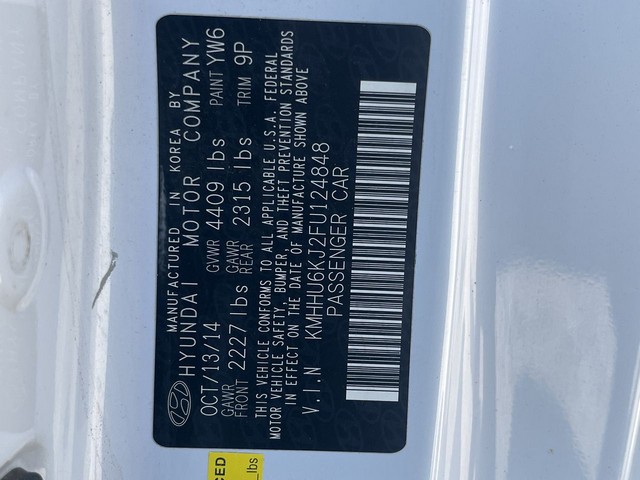 MANUFACTURED IN KOREA BY
HYUNDAI MOTOR COMPANY
OCT/13/14 GVWR 4409 lbs PAINT YW6
GAWR FRONT 2227 lbs GAWR REAR 2315 lbs TRIM 9P
THIS VEHICLE CONFORMS TO ALL APPLICABLE U.S.A. FEDERAL
MOTOR VEHICLE SAFETY, BUMPER, AND THEFT PREVENTION STANDARDS
IN EFFECT ON THE DATE OF MANUFACTURE SHOWN ABOVE
V.I.N KMHHU6KJ2FU124848
PASSENGER CAR
CED
lbs